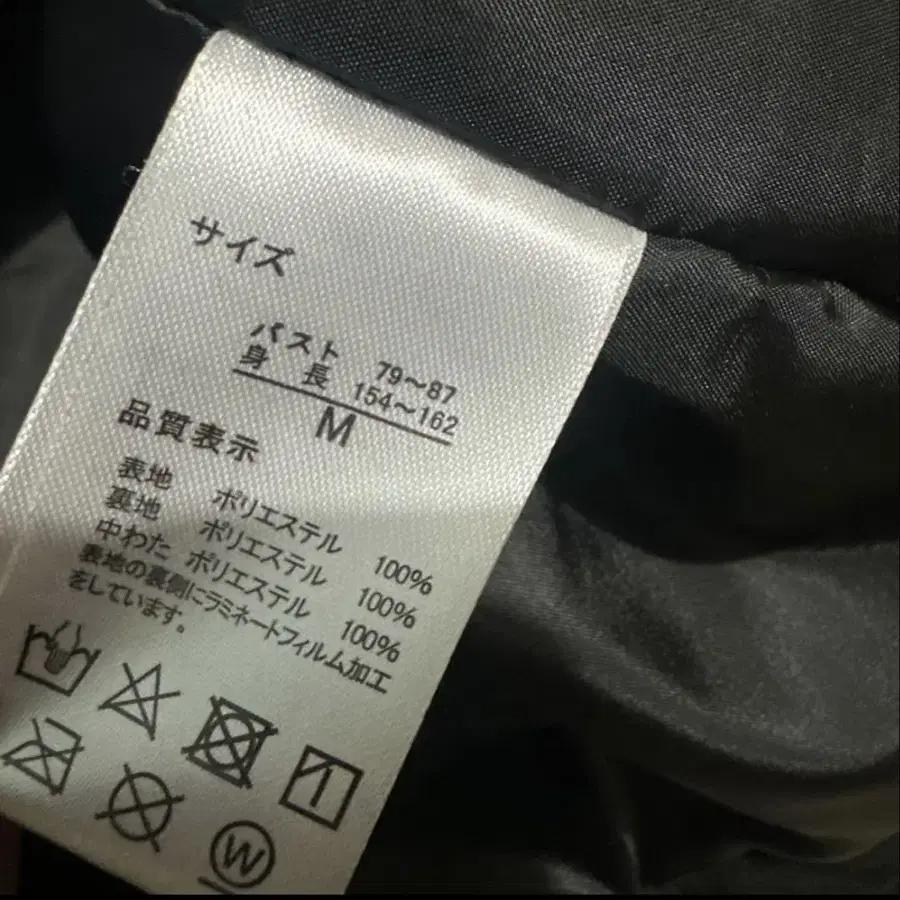 サイズ
バスト 79～87
身長 154～162
M
品質表示
表地 ポリエステル 100%
裏地 ポリエステル 100%
中わた ポリエステル 100%
表地の裏側にラミネートフィルム加工
をしています。
W